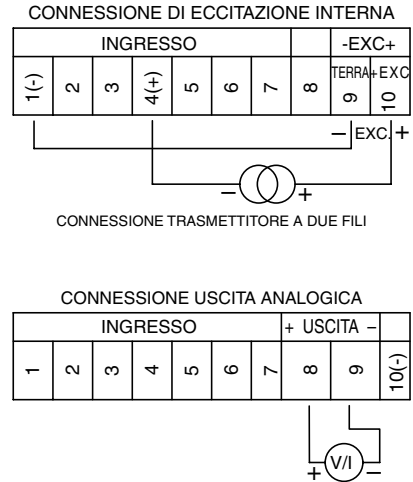 CONNESSIONE DI ECCITAZIONE INTERNA
INGRESSO -EXC+
TERRA +EXC
1(-) 2 3 4(+) 5 6 7 8 9 10
− EXC. +
− +
CONNESSIONE TRASMETTITORE A DUE FILI
CONNESSIONE USCITA ANALOGICA
INGRESSO + USCITA −
1 2 3 4 5 6 7 8 9 10(-)
V/I
+ −